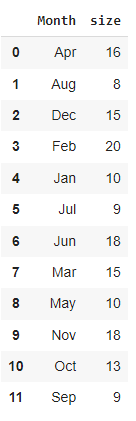 Month size
0 Apr 16
1 Aug 8
2 Dec 15
3 Feb 20
4 Jan 10
5 Jul 9
6 Jun 18
7 Mar 15
8 May 10
9 Nov 18
10 Oct 13
11 Sep 9